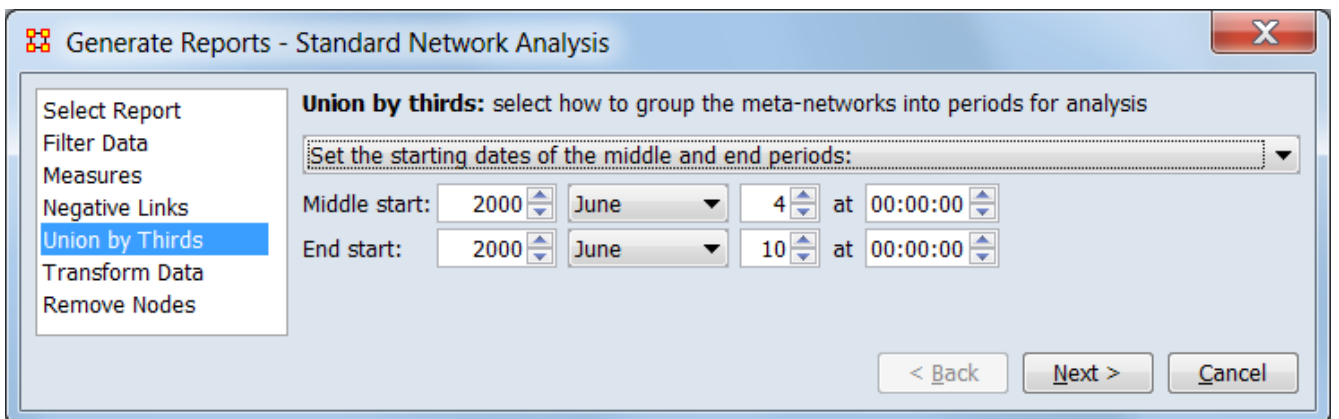 Generate Reports - Standard Network Analysis
Select Report
Filter Data
Measures
Negative Links
Union by Thirds
Transform Data
Remove Nodes
Union by thirds: select how to group the meta-networks into periods for analysis
Set the starting dates of the middle and end periods:
Middle start: 2000 June 4 at 00:00:00
End start: 2000 June 10 at 00:00:00
< Back Next > Cancel